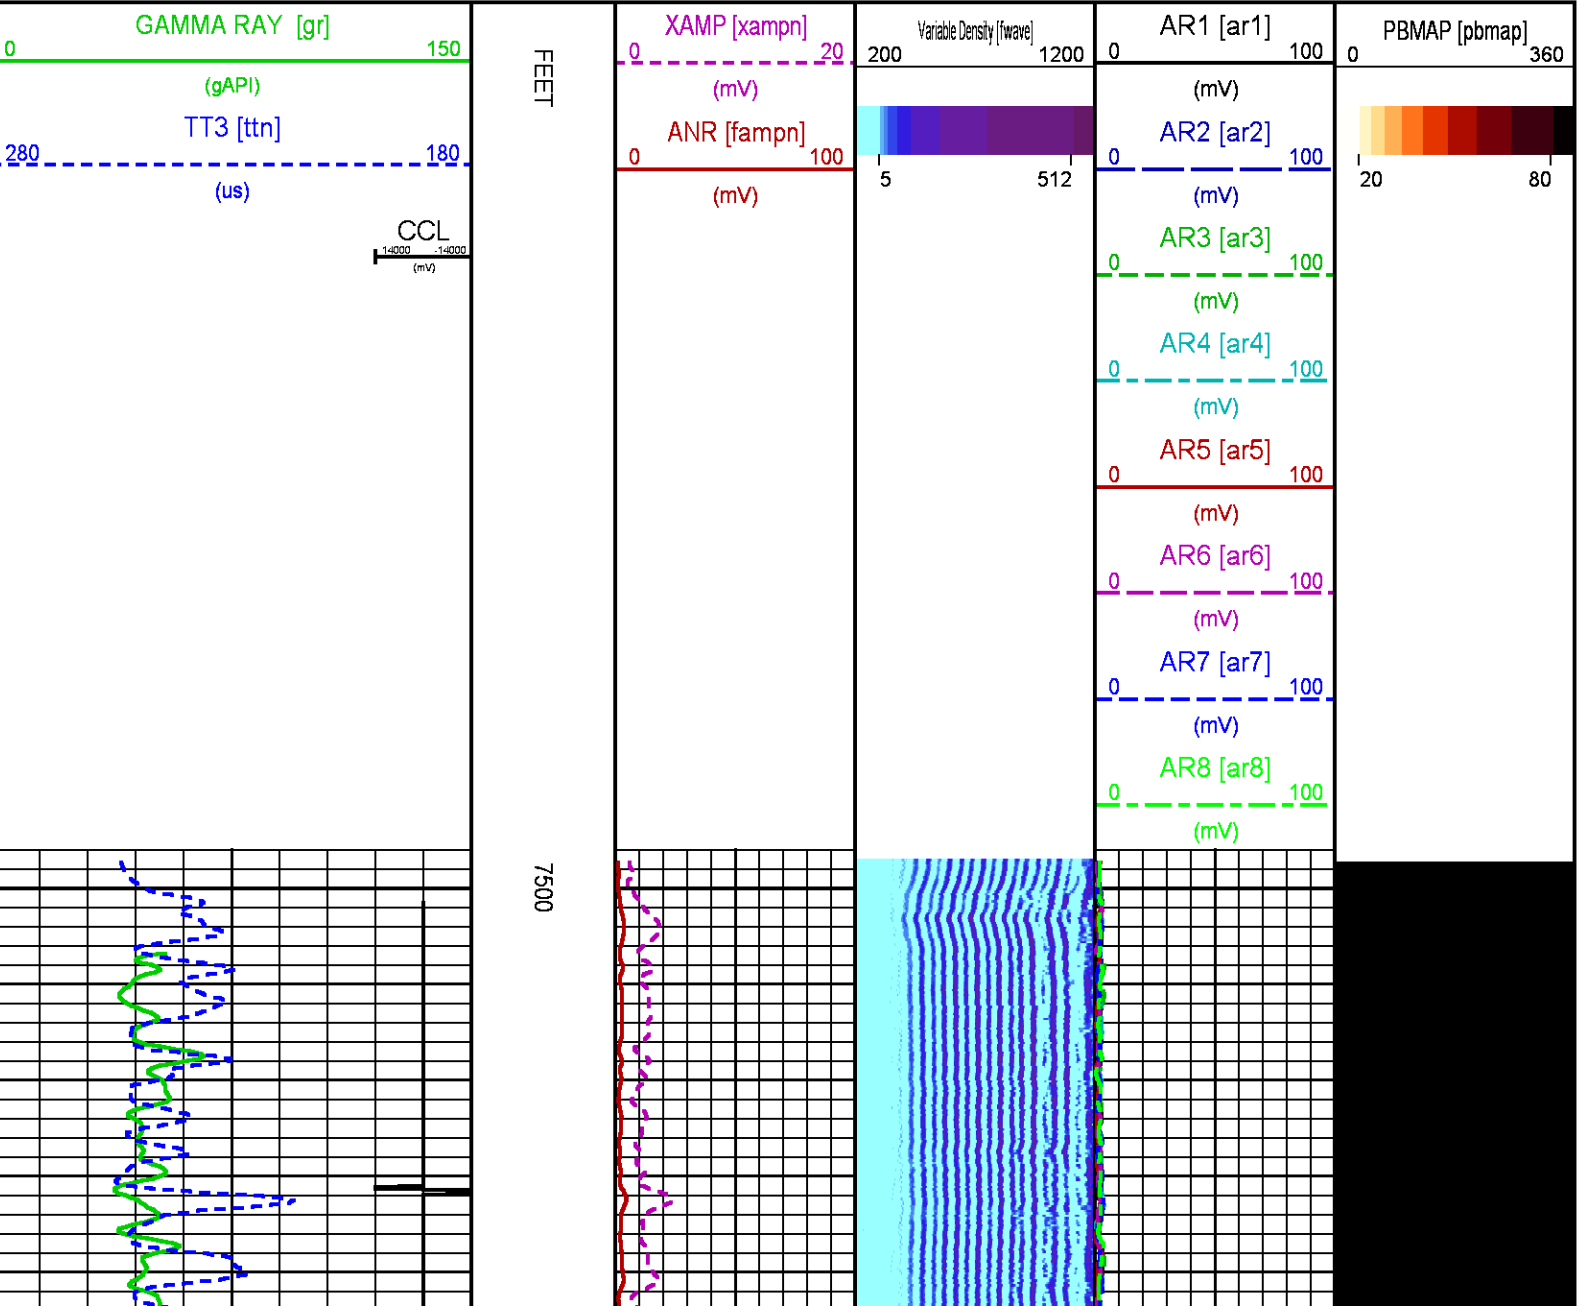 GAMMA RAY [gr]
0 150
(gAPI)
TT3 [ttn]
280 180
(us)
CCL
14000 -14000
(mV)
FEET
XAMP [xampn]
0 20
(mV)
ANR [fampn]
0 100
(mV)
Variable Density [fwave]
200 1200
5 512
AR1 [ar1]
0 100
(mV)
AR2 [ar2]
0 100
(mV)
AR3 [ar3]
0 100
(mV)
AR4 [ar4]
0 100
(mV)
AR5 [ar5]
0 100
(mV)
AR6 [ar6]
0 100
(mV)
AR7 [ar7]
0 100
(mV)
AR8 [ar8]
0 100
(mV)
PBMAP [pbmap]
0 360
20 80
7500